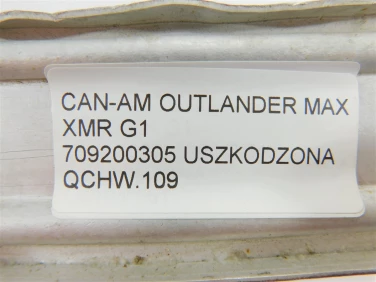 CAN-AM OUTLANDER MAX
XMR G1
709200305 USZKODZONA
QCHW.109